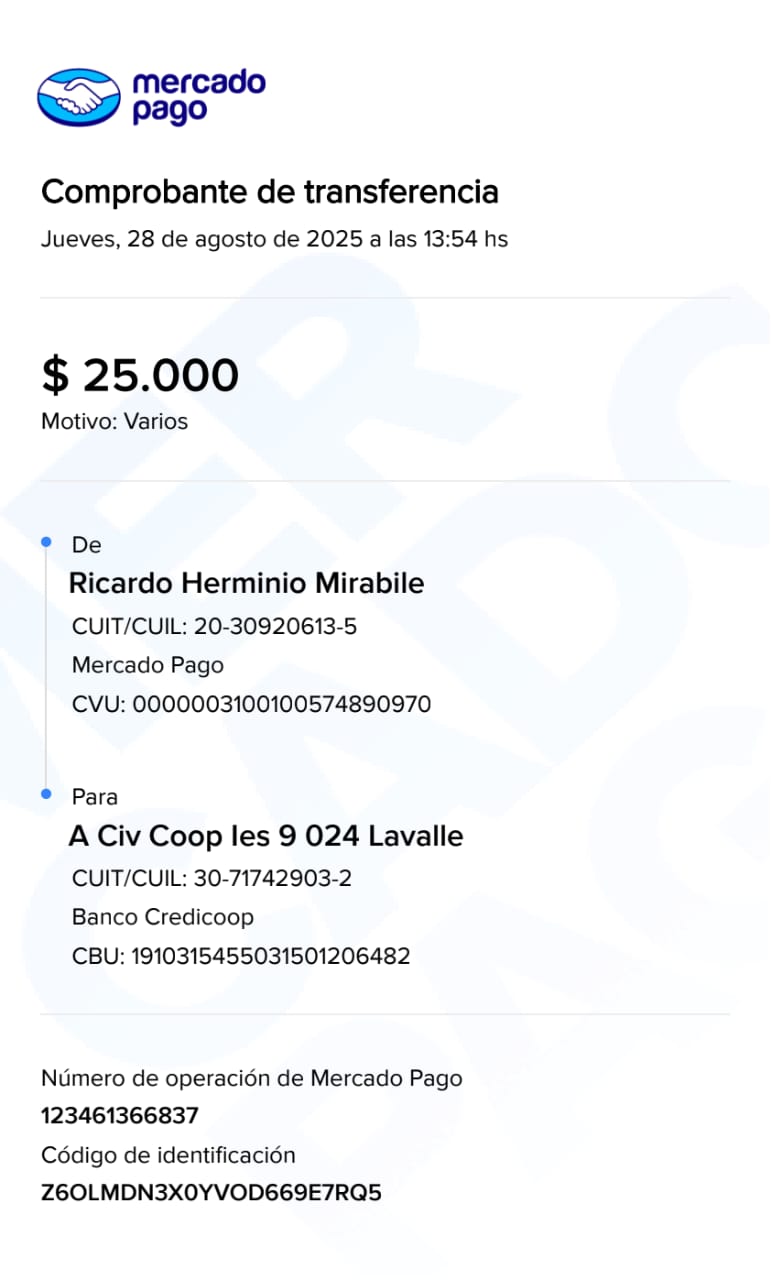 mercado
pago
Comprobante de transferencia
Jueves, 28 de agosto de 2025 a las 13:54 hs
$ 25.000
Motivo: Varios
De
Ricardo Herminio Mirabile
CUIT/CUIL: 20-30920613-5
Mercado Pago
CVU: 0000003100100574890970
Para
A Civ Coop Ies 9 024 Lavalle
CUIT/CUIL: 30-71742903-2
Banco Credicoop
CBU: 1910315455031501206482
Número de operación de Mercado Pago
123461366837
Código de identificación
Z6OLMDN3X0YVOD669E7RQ5